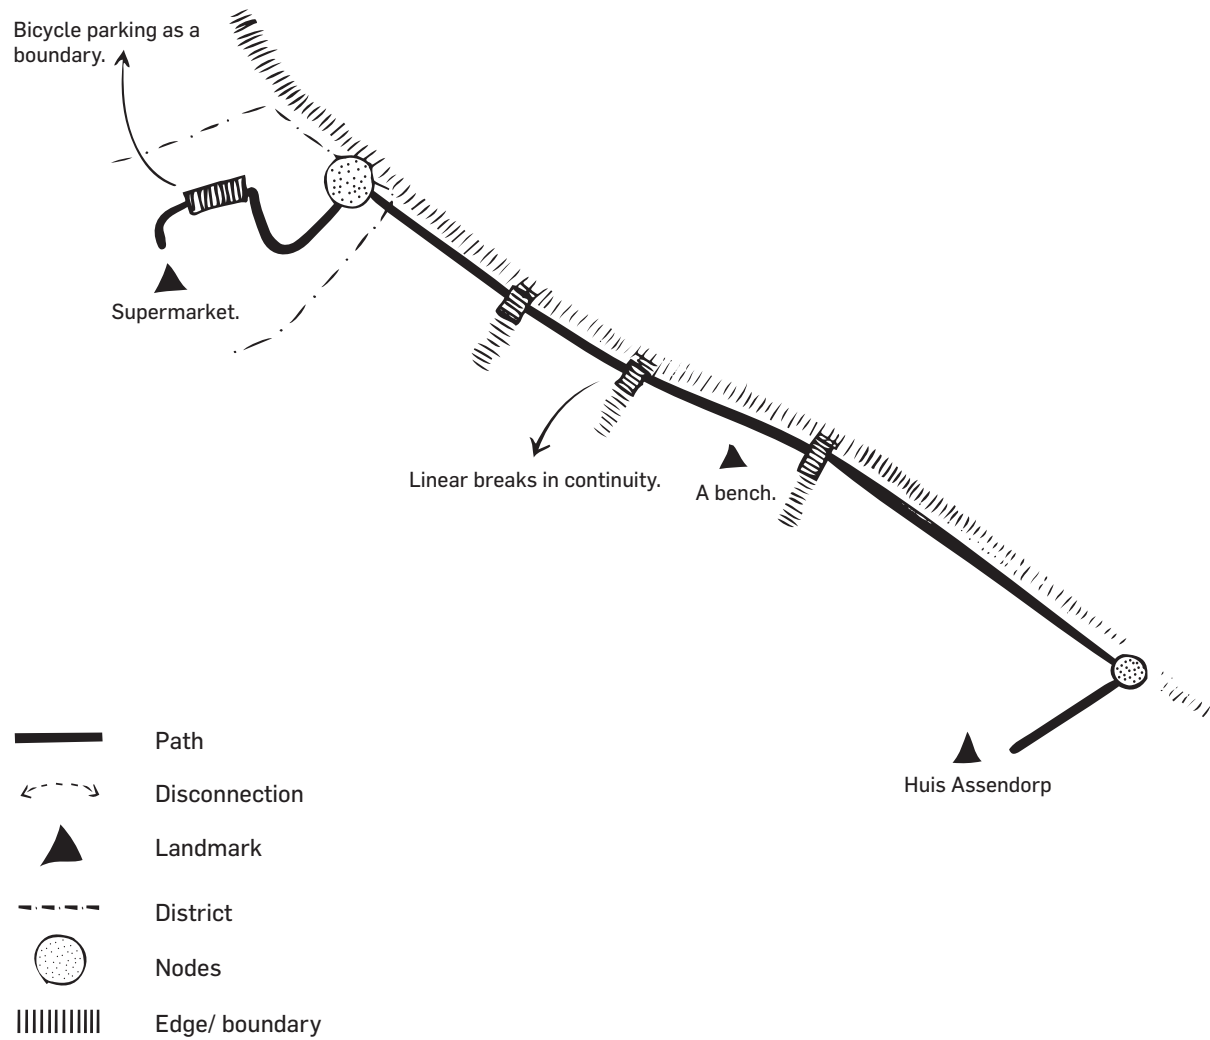 Bicycle parking as a
boundary.
Supermarket.
Linear breaks in continuity.
A bench.
Huis Assendorp
Path
Disconnection
Landmark
District
Nodes
Edge/ boundary